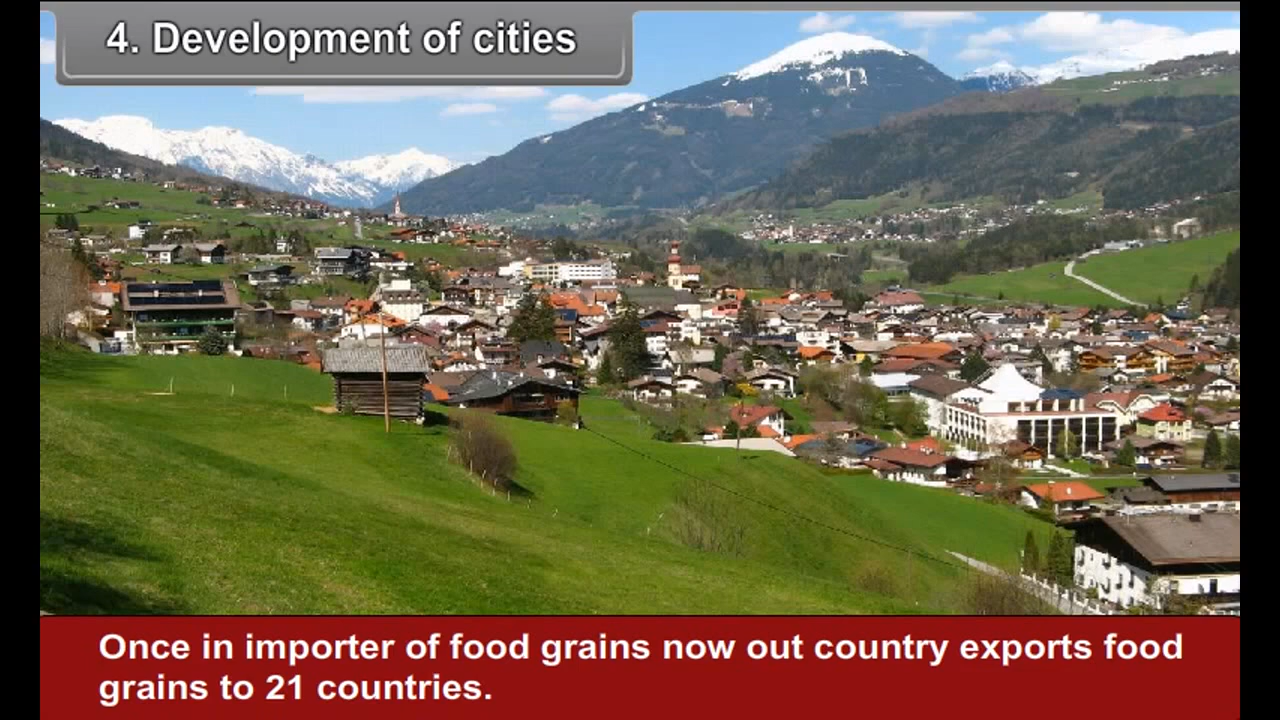 4. Development of cities
Once in importer of food grains now out country exports food
grains to 21 countries.